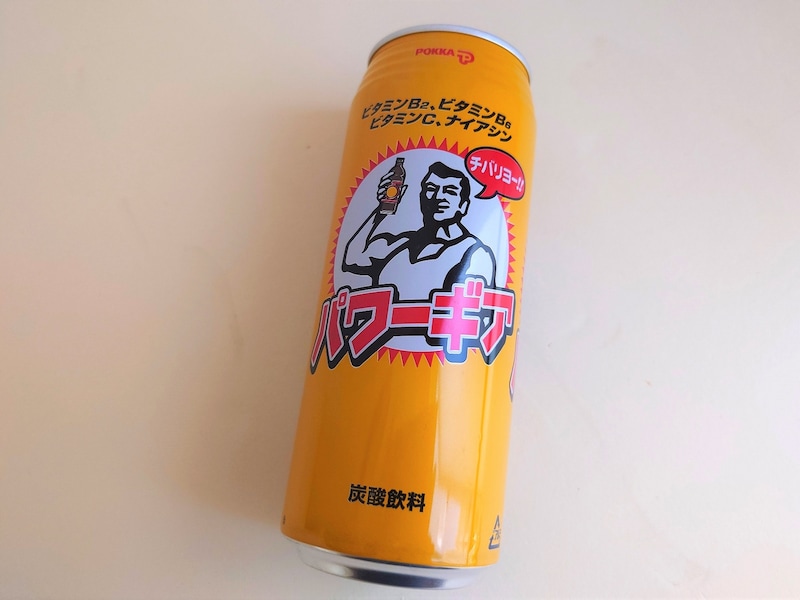 POKKA
ビタミンB2、ビタミンB6
ビタミンC、ナイアシン
チバリヨー!!
パワーギア
炭酸飲料